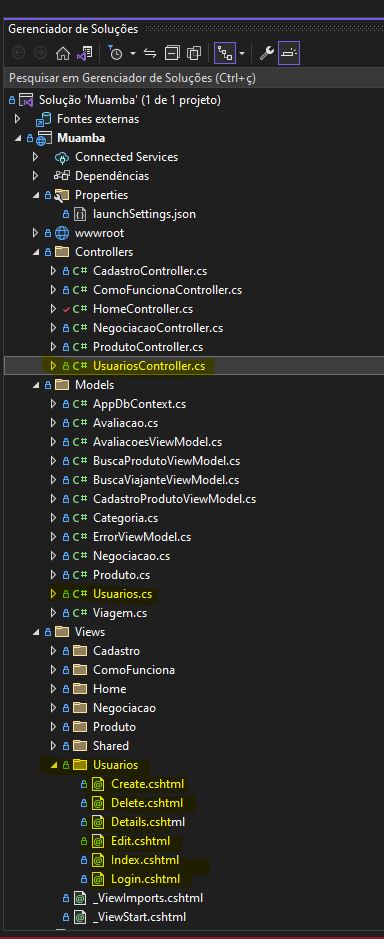 Gerenciador de Soluções
Pesquisar em Gerenciador de Soluções (Ctrl+ç)
Solução 'Muamba' (1 de 1 projeto)
Fontes externas
Muamba
Connected Services
Dependências
Properties
launchSettings.json
wwwroot
Controllers
C# CadastroController.cs
C# ComoFuncionaController.cs
C# HomeController.cs
C# NegociacaoController.cs
C# ProdutoController.cs
C# UsuariosController.cs
Models
C# AppDbContext.cs
C# Avaliacao.cs
C# AvaliacoesViewModel.cs
C# BuscaProdutoViewModel.cs
C# BuscaViajanteViewModel.cs
C# CadastroProdutoViewModel.cs
C# Categoria.cs
C# ErrorViewModel.cs
C# Negociacao.cs
C# Produto.cs
C# Usuarios.cs
C# Viagem.cs
Views
Cadastro
ComoFunciona
Home
Negociacao
Produto
Shared
Usuarios
Create.cshtml
Delete.cshtml
Details.cshtml
Edit.cshtml
Index.cshtml
Login.cshtml
_ViewImports.cshtml
_ViewStart.cshtml